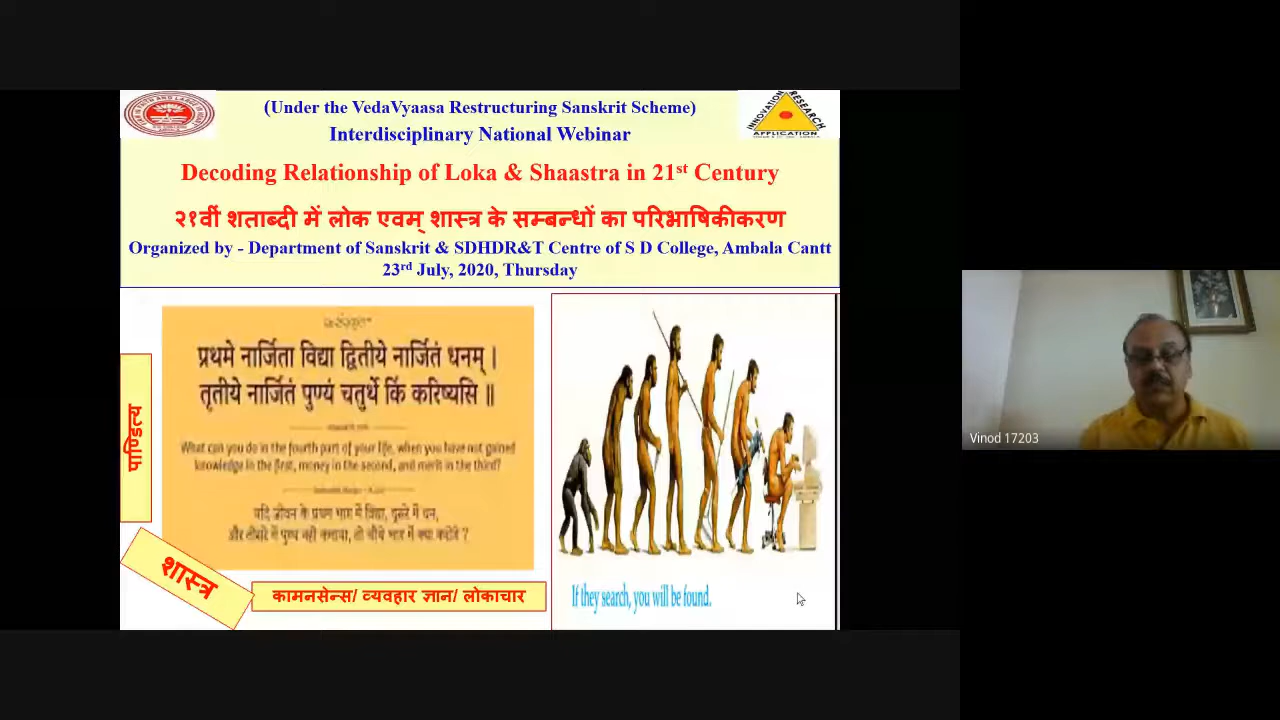 (Under the VedaVyaasa Restructuring Sanskrit Scheme)
Interdisciplinary National Webinar
INNOVATION RESEARCH
APPLICATION
Decoding Relationship of Loka & Shaastra in 21st Century
२१वीं शताब्दी में लोक एवम् शास्त्र के सम्बन्धों का परिभाषिकीकरण
Organized by - Department of Sanskrit & SDHDR&T Centre of S D College, Ambala Cantt
23rd July, 2020, Thursday
प्रथमे नार्जिता विद्या द्वितीये नार्जितं धनम् ।
तृतीये नार्जितं पुण्यं चतुर्थे किं करिष्यसि ॥
What can you do in the fourth part of your life, when you have not gained
knowledge in the first, money in the second, and merit in the third?
यदि जीवन के प्रथम भाग में विद्या, दूसरे में धन,
और तीसरे में पुण्य नहीं कमाया, तो चौथे भाग में क्या करोगे ?
पाण्डित्य
शास्त्र
कामनसेन्स/ व्यवहार ज्ञान/ लोकाचार
If they search, you will be found.
Vinod 17203